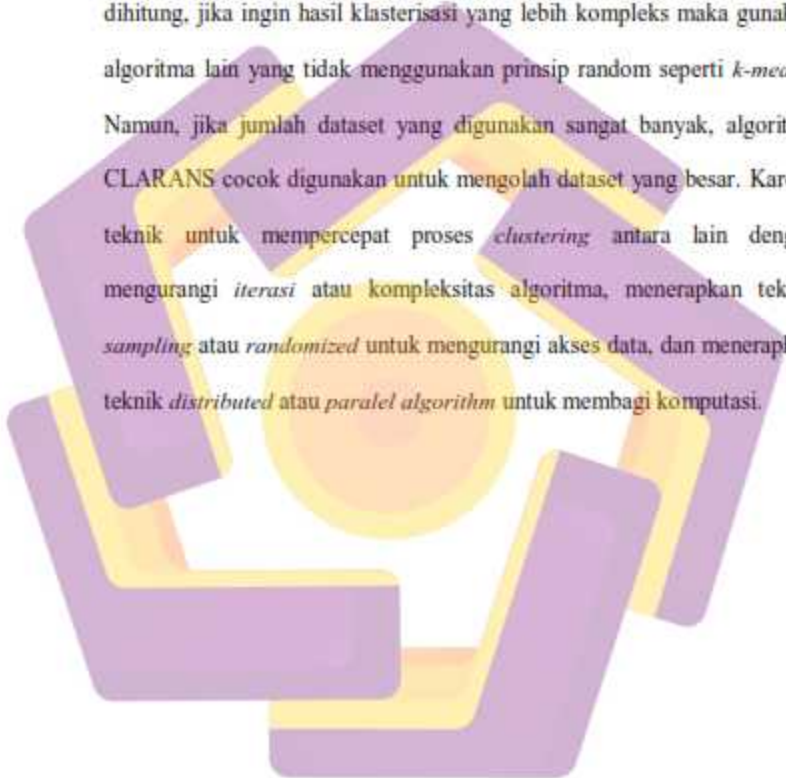 dihitung, jika ingin hasil klasterisasi yang lebih kompleks maka gunak
algoritma lain yang tidak menggunakan prinsip random seperti k-med
Namun, jika jumlah dataset yang digunakan sangat banyak, algorit
CLARANS cocok digunakan untuk mengolah dataset yang besar. Kar
teknik untuk mempercepat proses clustering antara lain deng
mengurangi iterasi atau kompleksitas algoritma, menerapkan tek
sampling atau randomized untuk mengurangi akses data, dan menerapk
teknik distributed atau paralel algorithm untuk membagi komputasi.